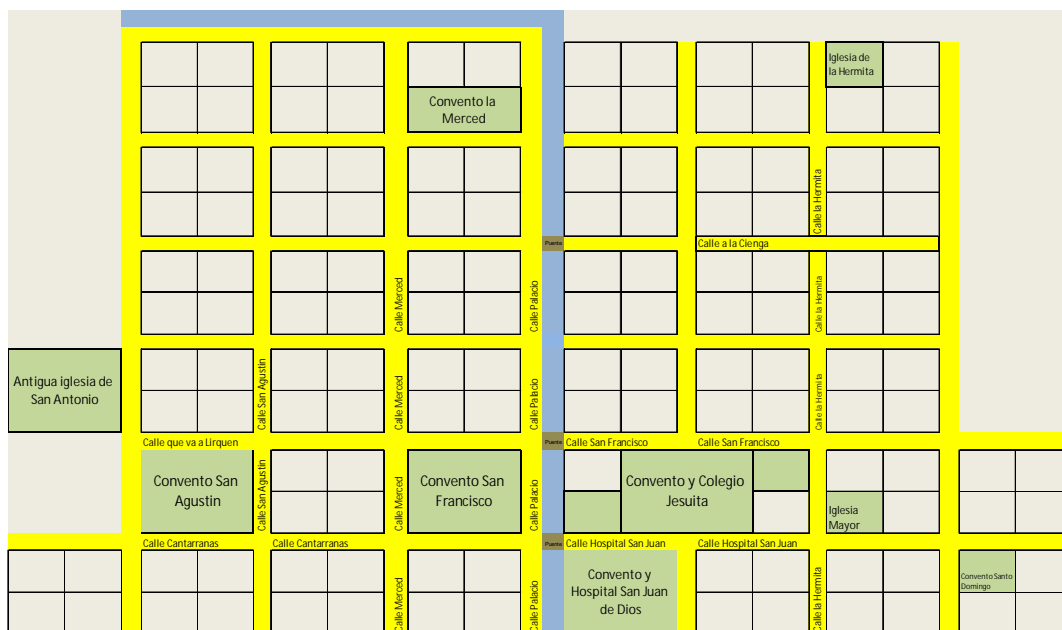 Iglesia de
la Hermita
Convento la
Merced
Calle la Hermita
Puente
Calle a la Cienga
Calle Merced
Calle Palacio
Calle la Hermita
Antigua iglesia de
San Antonio
Calle San Agustin
Calle Merced
Calle Palacio
Calle la Hermita
Calle que va a Lirquen
Puente
Calle San Francisco
Calle San Francisco
Convento San
Agustin
Calle San Agustin
Calle Merced
Convento San
Francisco
Calle Palacio
Convento y Colegio
Jesuita
Iglesia
Mayor
Calle Cantarranas
Calle Cantarranas
Puente
Calle Hospital San Juan
Calle Hospital San Juan
Calle Merced
Calle Palacio
Convento y
Hospital San Juan
de Dios
Calle la Hermita
Convento Santo
Domingo